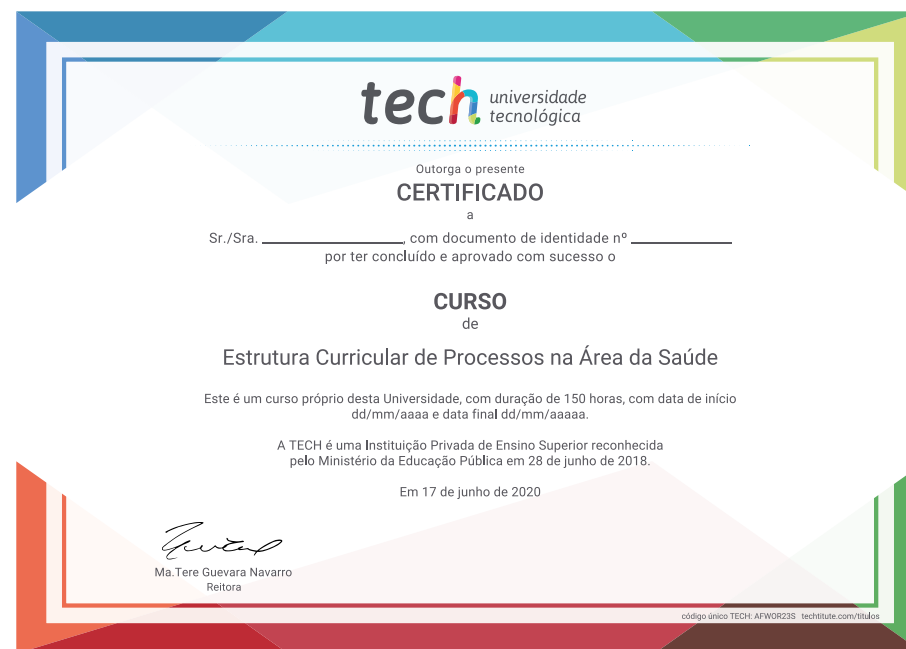 tech universidade
tecnológica
Outorga o presente
CERTIFICADO
a
Sr./Sra. ____________, com documento de identidade nº ____________
por ter concluído e aprovado com sucesso o
CURSO
de
Estrutura Curricular de Processos na Área da Saúde
Este é um curso próprio desta Universidade, com duração de 150 horas, com data de início
dd/mm/aaaa e data final dd/mm/aaaaa.
A TECH é uma Instituição Privada de Ensino Superior reconhecida
pelo Ministério da Educação Pública em 28 de junho de 2018.
Em 17 de junho de 2020
Ma.Tere Guevara Navarro
Reitora
código único TECH: AFWOR23S techtitute.com/titulos